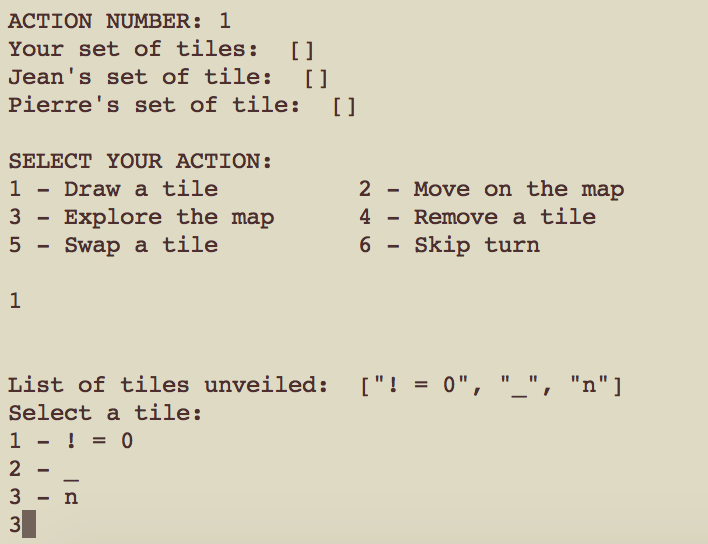 ACTION NUMBER: 1
Your set of tiles:  []
Jean's set of tile:  []
Pierre's set of tile:  []
SELECT YOUR ACTION:
1 - Draw a tile          2 - Move on the map
3 - Explore the map      4 - Remove a tile
5 - Swap a tile          6 - Skip turn
1
List of tiles unveiled:  ["! = 0", "_", "n"]
Select a tile:
1 - ! = 0
2 - _
3 - n
3